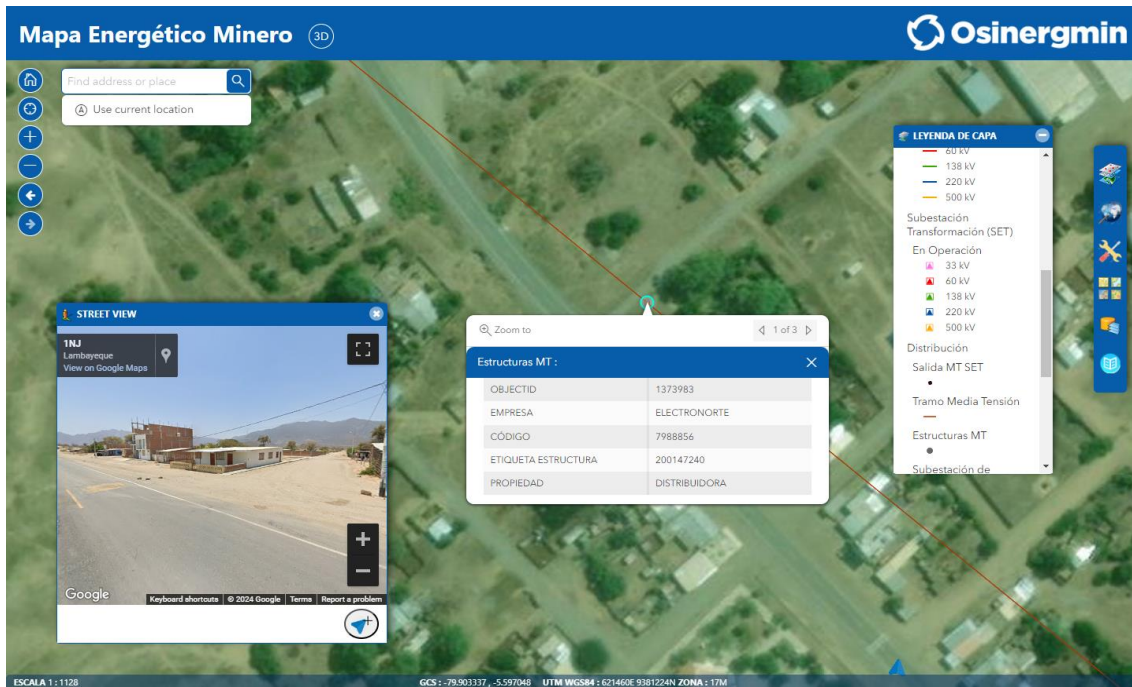 Mapa Energético Minero 3D
Osinergmin
Find address or place
Use current location
LEYENDA DE CAPA
60 kV
138 kV
220 kV
500 kV
Subestación
Transformación (SET)
En Operación
33 kV
60 kV
138 kV
220 kV
500 kV
Distribución
Salida MT SET
Tramo Media Tensión
Estructuras MT
Subestación de
STREET VIEW
1NJ
Lambayeque
View on Google Maps
Google
Keyboard shortcuts © 2024 Google Terms Report a problem
Zoom to 1 of 3
Estructuras MT :
OBJECTID 1373983
EMPRESA ELECTRONORTE
CÓDIGO 7988856
ETIQUETA ESTRUCTURA 200147240
PROPIEDAD DISTRIBUIDORA
ESCALA 1 : 1128
GCS : -79.903337 , -5.597048 UTM WGS84 : 621460E 9381224N ZONA : 17M